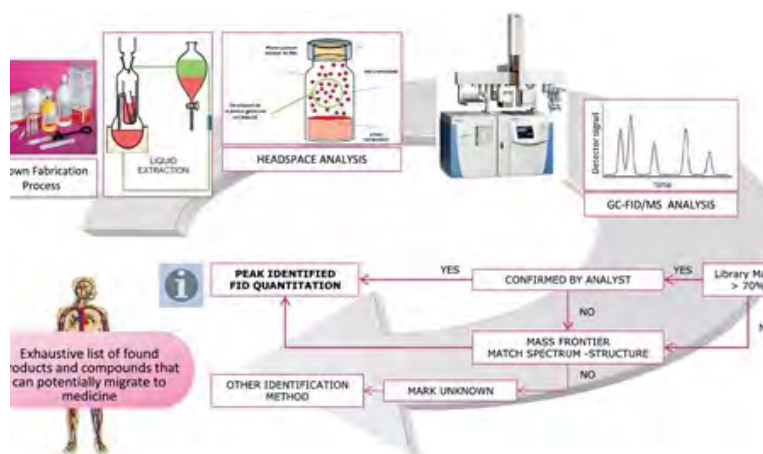 own Fabrication
Process
LIQUID
EXTRACTION
HEADSPACE ANALYSIS
Detector signal
Time
GC-FID/MS ANALYSIS
PEAK IDENTIFIED
FID QUANTITATION
YES
CONFIRMED BY ANALYST
YES
Library Ma
> 70%
NO
N
MASS FRONTIER
MATCH SPECTRUM -STRUCTURE
NO
MARK UNKNOWN
OTHER IDENTIFICATION
METHOD
Exhaustive list of found
products and compounds that
can potentially migrate to
medicine